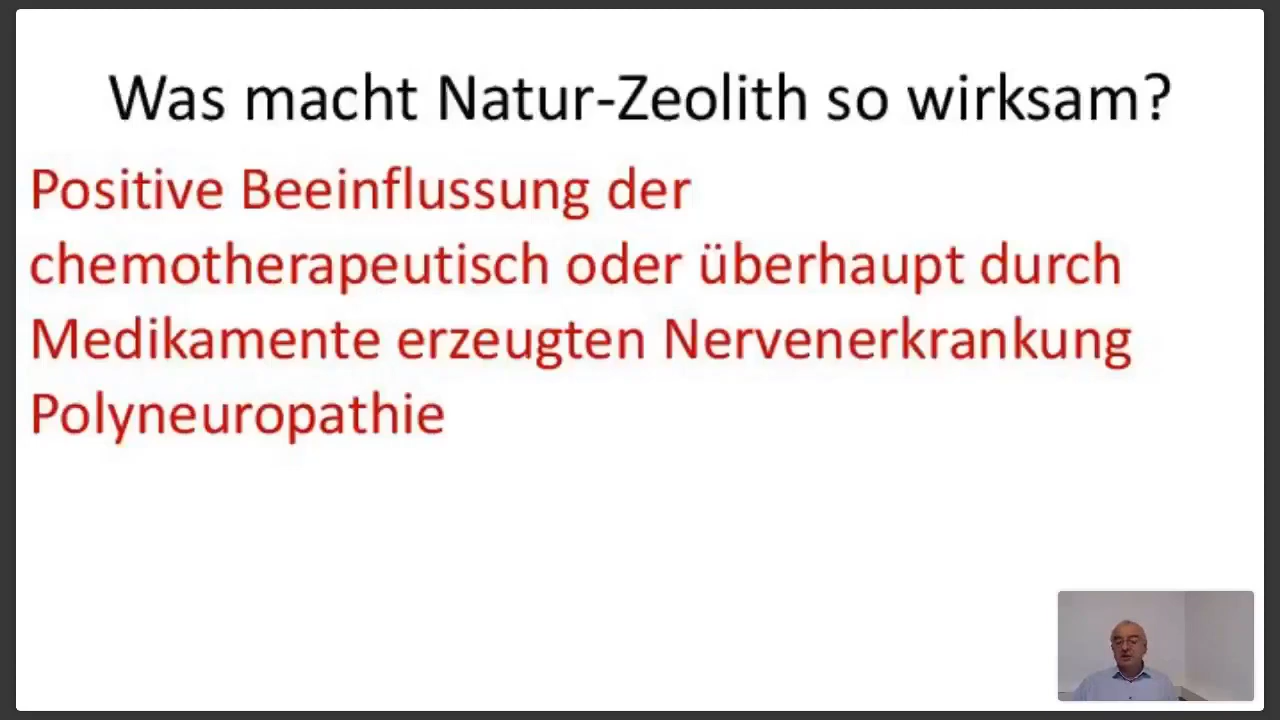 Was macht Natur-Zeolith so wirksam?
Positive Beeinflussung der
chemotherapeutisch oder überhaupt durch
Medikamente erzeugten Nervenerkrankung
Polyneuropathie